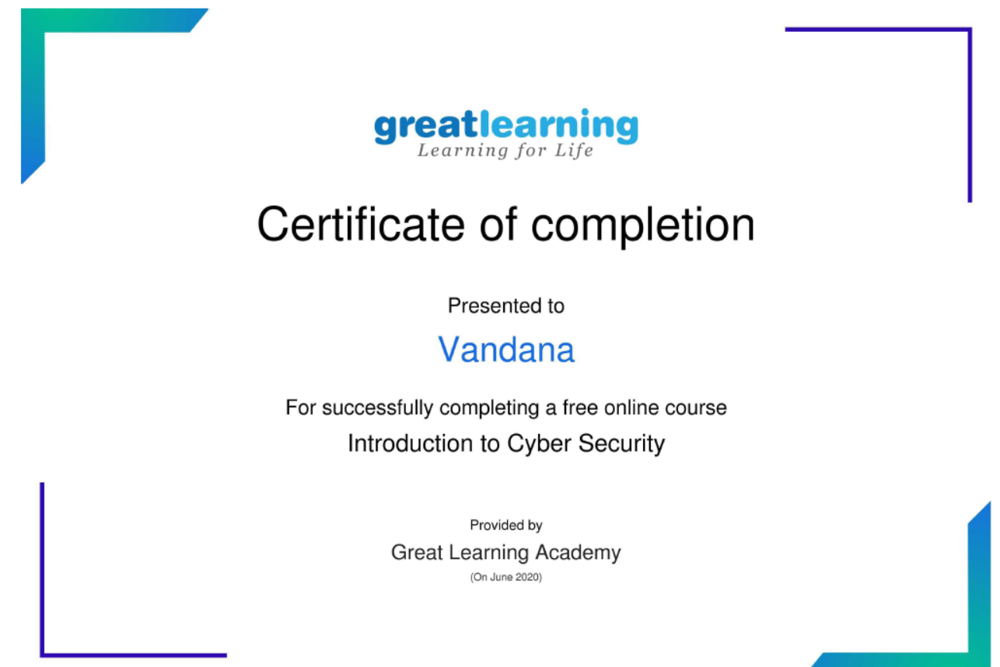 greatlearning
Learning for Life
Certificate of completion
Presented to
Vandana
For successfully completing a free online course
Introduction to Cyber Security
Provided by
Great Learning Academy
(On June 2020)